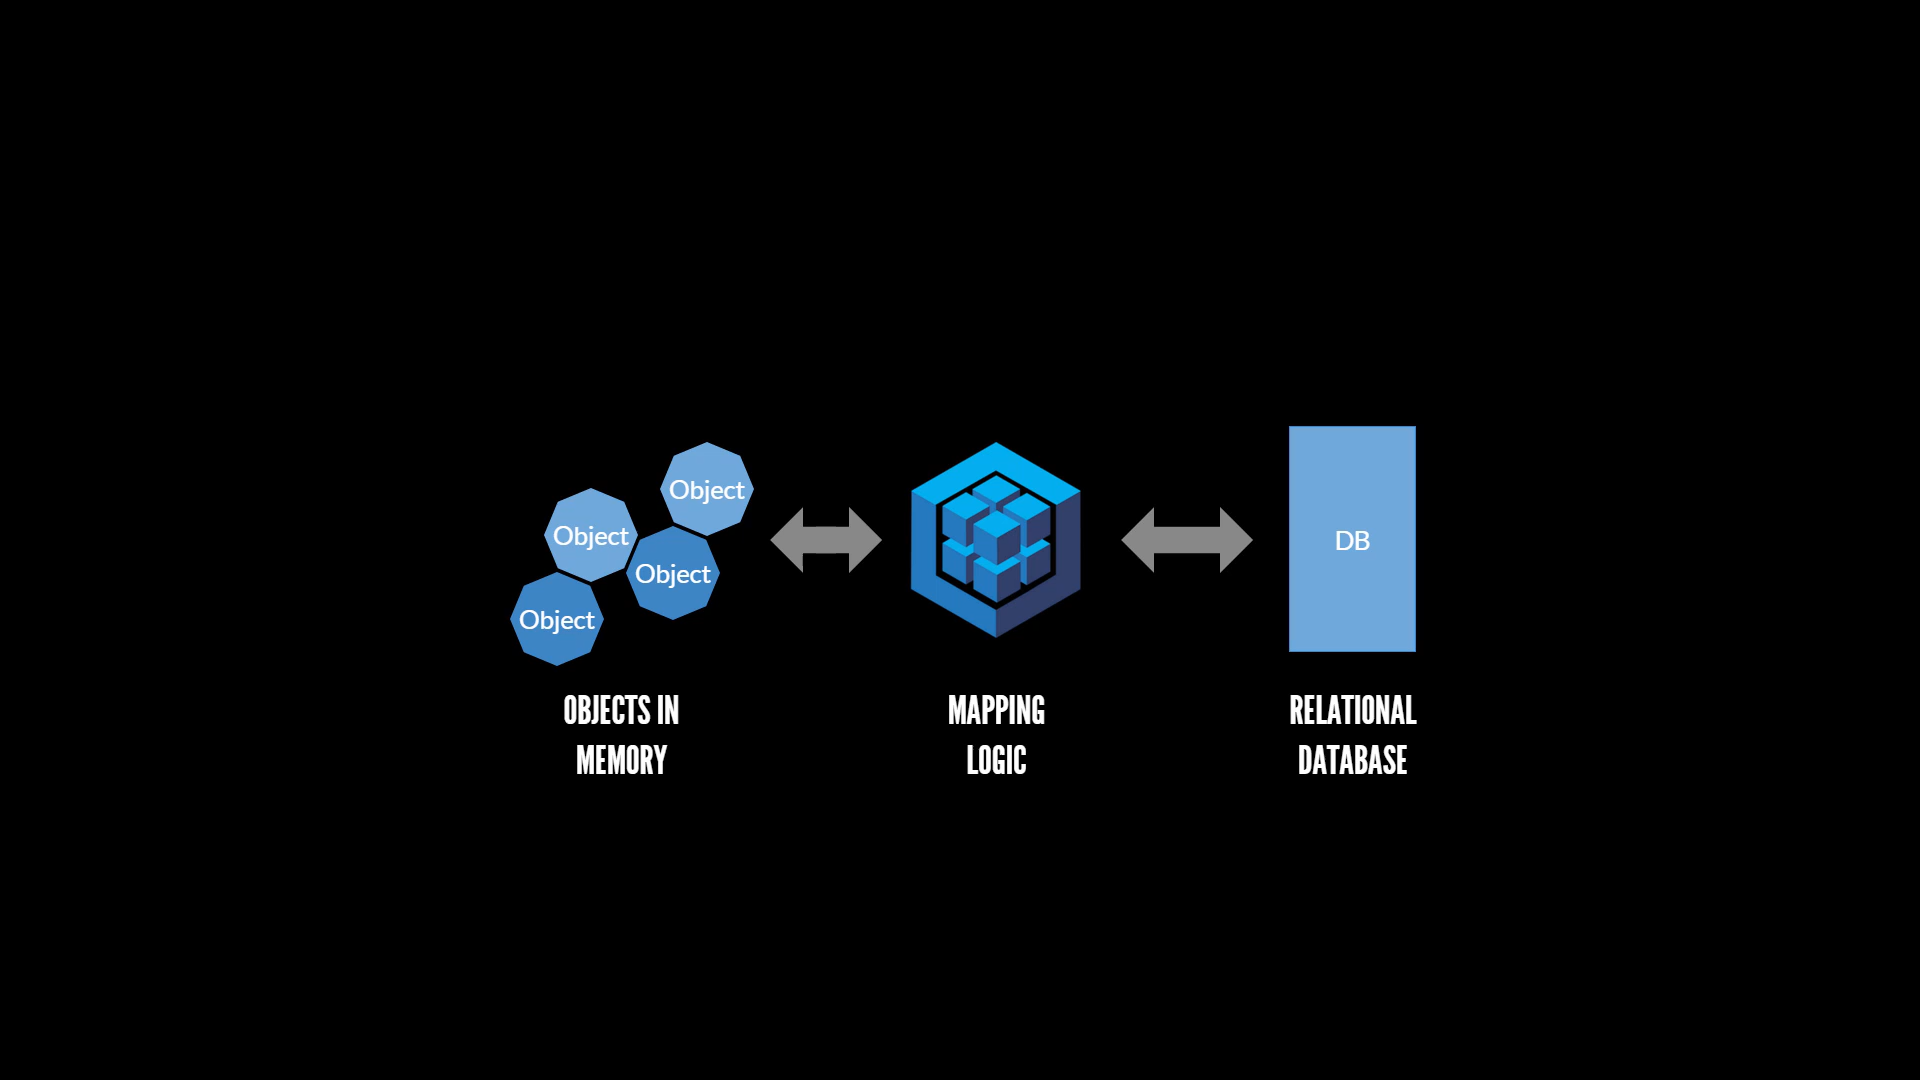 Object
Object
Object
Object
DB
OBJECTS IN
MEMORY
MAPPING
LOGIC
RELATIONAL
DATABASE